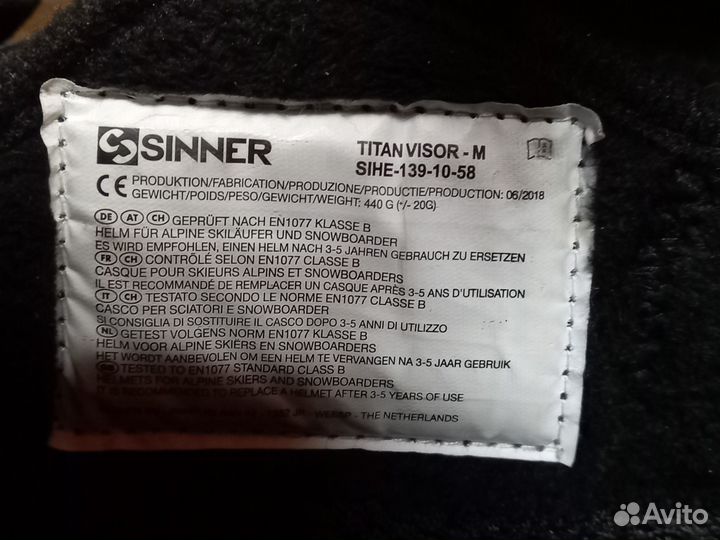 SINNER
TITAN VISOR - M
SIHE-139-10-58
CE PRODUKTION/FABRICATION/PRODUZIONE/PRODUCTIE/PRODUCTION: 06/2018
GEWICHT/POIDS/PESO/GEWICHT/WEIGHT: 440 G (+/- 20G)
DE AT CH GEPRÜFT NACH EN1077 KLASSE B
HELM FÜR ALPINE SKILÄUFER UND SNOWBOARDER
ES WIRD EMPFOHLEN, EINEN HELM NACH 3-5 JAHREN GEBRAUCH ZU ERSETZEN
FR CH CONTRÔLÉ SELON EN1077 CLASSE B
CASQUE POUR SKIEURS ALPINS ET SNOWBOARDERS
IL EST RECOMMANDÉ DE REMPLACER UN CASQUE APRÈS 3-5 ANS D'UTILISATION
IT CH TESTATO SECONDO LE NORME EN1077 CLASSE B
CASCO PER SCIATORI E SNOWBOARDER
SI CONSIGLIA DI SOSTITUIRE IL CASCO DOPO 3-5 ANNI DI UTILIZZO
NL GETEST VOLGENS NORM EN1077 KLASSE B
HELM VOOR ALPINE SKIËRS EN SNOWBOARDERS
HET WORDT AANBEVOLEN OM EEN HELM TE VERVANGEN NA 3-5 JAAR GEBRUIK
TESTED TO EN1077 STANDARD CLASS B
HELMETS FOR ALPINE SKIERS AND SNOWBOARDERS
IT IS RECOMMENDED TO REPLACE A HELMET AFTER 3-5 YEARS OF USE
JP - WEESP - THE NETHERLANDS
Avito